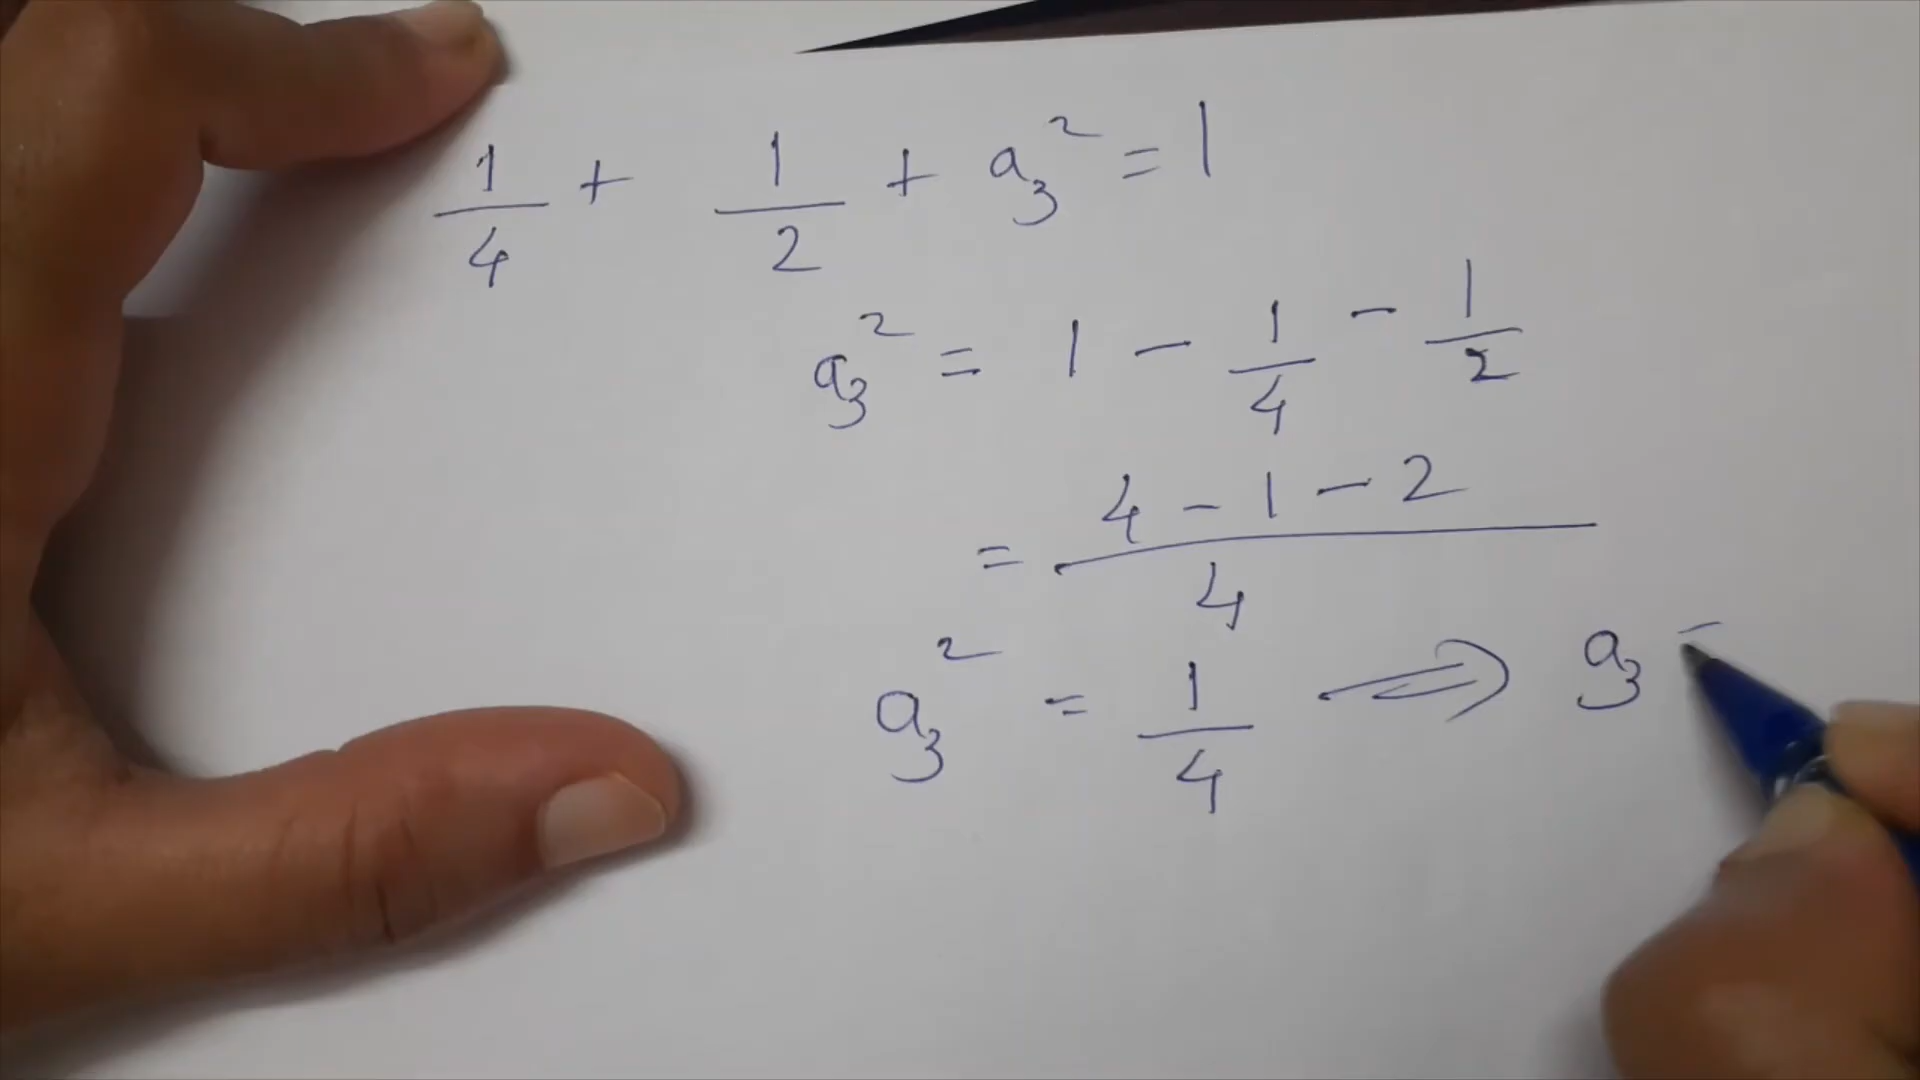 1/4 + 1/2 + a₃² = 1
a₃² = 1 - 1/4 - 1/2
= (4 - 1 - 2)/4
a₃² = 1/4 ⇒ a₃ =